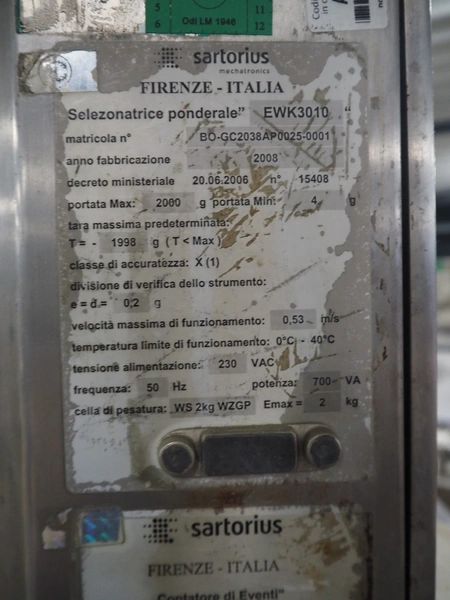 5 11
6 12
Odl LM 1946
sartorius
mechatronics
FIRENZE - ITALIA
Selezonatrice ponderale" EWK3010 "
matricola n° BO-GC2038AP0025-0001
anno fabbricazione 2008
decreto ministeriale 20.06.2006 n° 15408
portata Max: 2000 g portata Min: 4 g
tara massima predeterminata:
T = - 1998 g ( T < Max )
classe di accuratezza: X (1)
divisione di verifica dello strumento:
e = d = 0,2 g
velocità massima di funzionamento: 0,53 m/s
temperatura limite di funzionamento: 0°C - 40°C
tensione alimentazione: 230 VAC
frequenza: 50 Hz potenza: 700 VA
cella di pesatura: WS 2kg WZGP Emax = 2 kg
sartorius
FIRENZE - ITALIA
Contatore di Eventi"